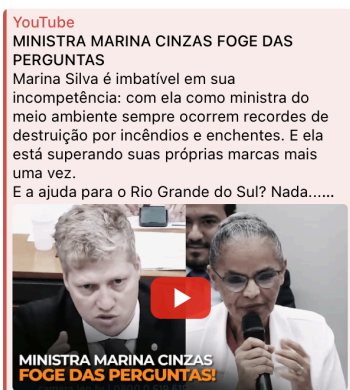 YouTube
MINISTRA MARINA CINZAS FOGE DAS
PERGUNTAS
Marina Silva é imbatível em sua
incompetência: com ela como ministra do
meio ambiente sempre ocorrem recordes de
destruição por incêndios e enchentes. E ela
está superando suas próprias marcas mais
uma vez.
E a ajuda para o Rio Grande do Sul? Nada......
MINISTRA MARINA CINZAS
FOGE DAS PERGUNTAS!